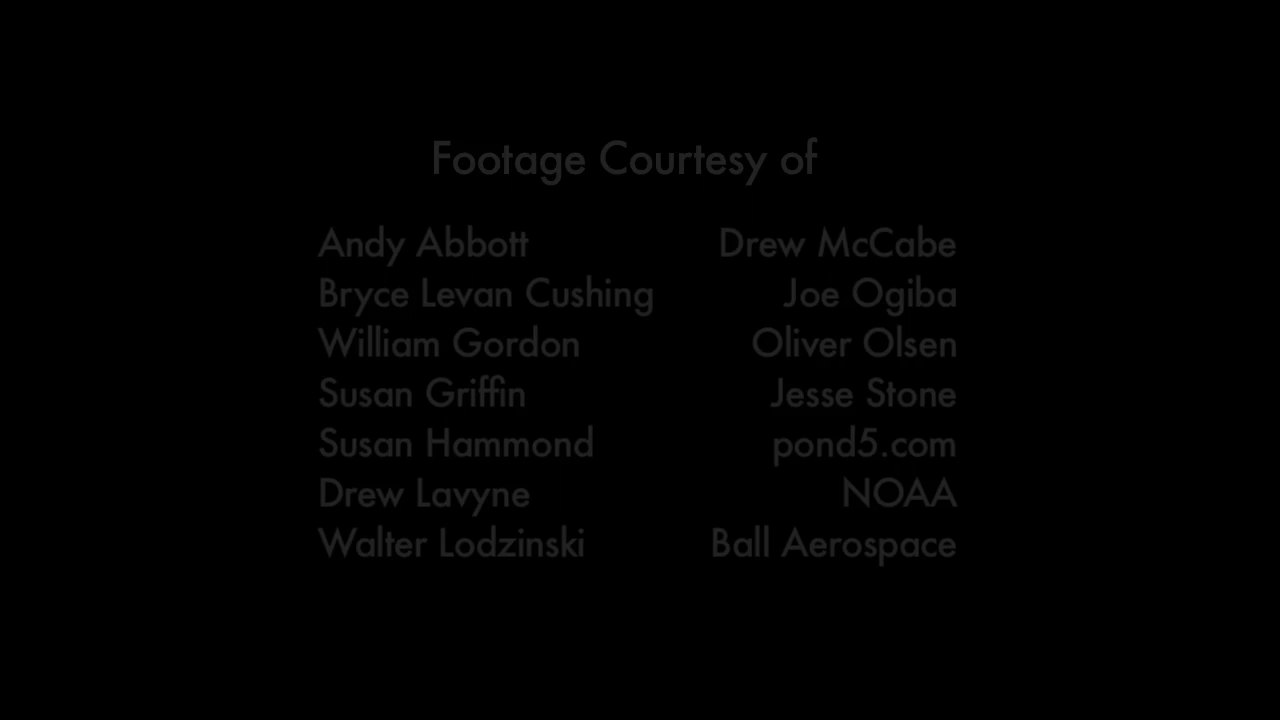 Footage Courtesy of
Andy Abbott
Bryce Levan Cushing
William Gordon
Susan Griffin
Susan Hammond
Drew Lavyne
Walter Lodzinski
Drew McCabe
Joe Ogiba
Oliver Olsen
Jesse Stone
pond5.com
NOAA
Ball Aerospace